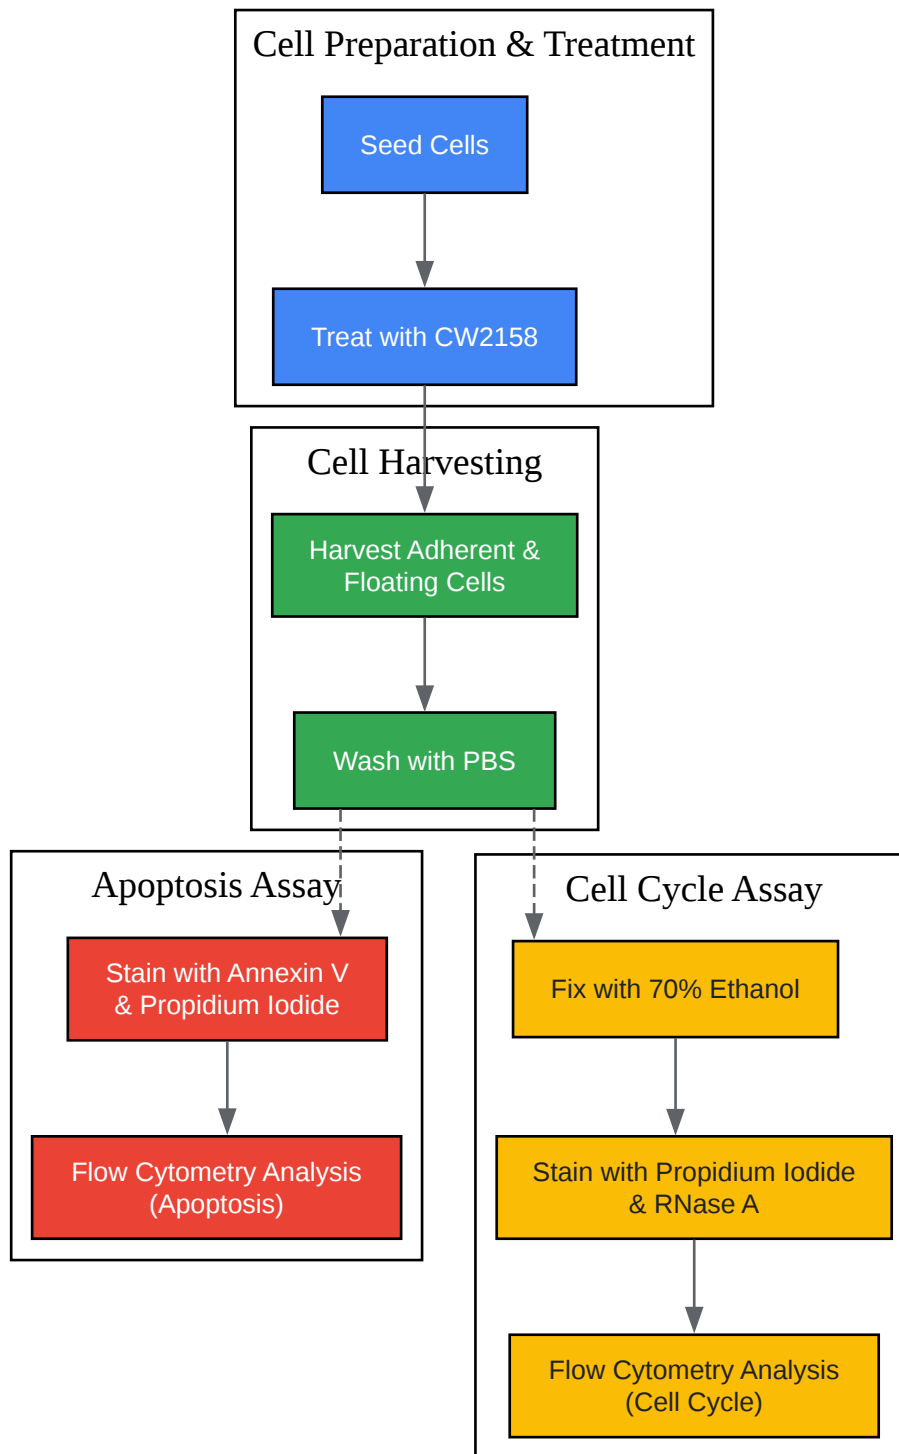 Cell Preparation & Treatment
Seed Cells
Treat with CW2158
Cell Harvesting
Harvest Adherent &
Floating Cells
Wash with PBS
Apoptosis Assay
Stain with Annexin V
& Propidium Iodide
Flow Cytometry Analysis
(Apoptosis)
Cell Cycle Assay
Fix with 70% Ethanol
Stain with Propidium Iodide
& RNase A
Flow Cytometry Analysis
(Cell Cycle)